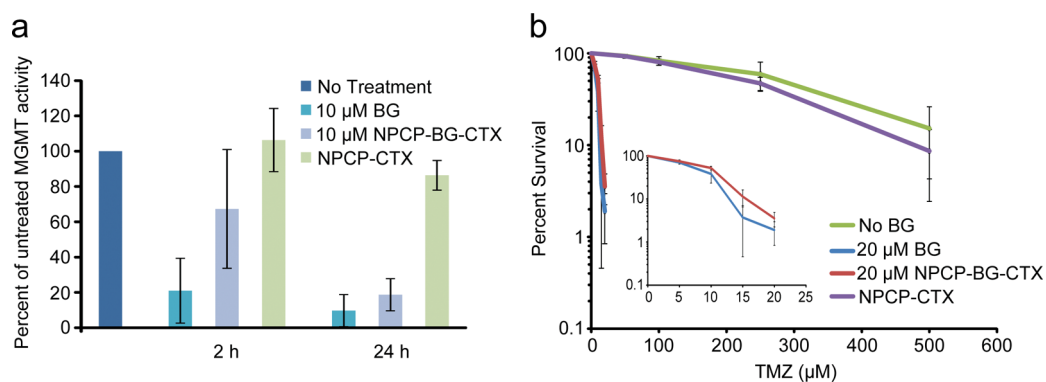 a
Percent of untreated MGMT activity
140
120
100
80
60
40
20
0
2 h
24 h
No Treatment
10 µM BG
10 µM NPCP-BG-CTX
NPCP-CTX
b
Percent Survival
100
10
1
0.1
0
100
200
300
400
500
600
TMZ (µM)
100
10
1
0.1
0
5
10
15
20
25
No BG
20 µM BG
20 µM NPCP-BG-CTX
NPCP-CTX